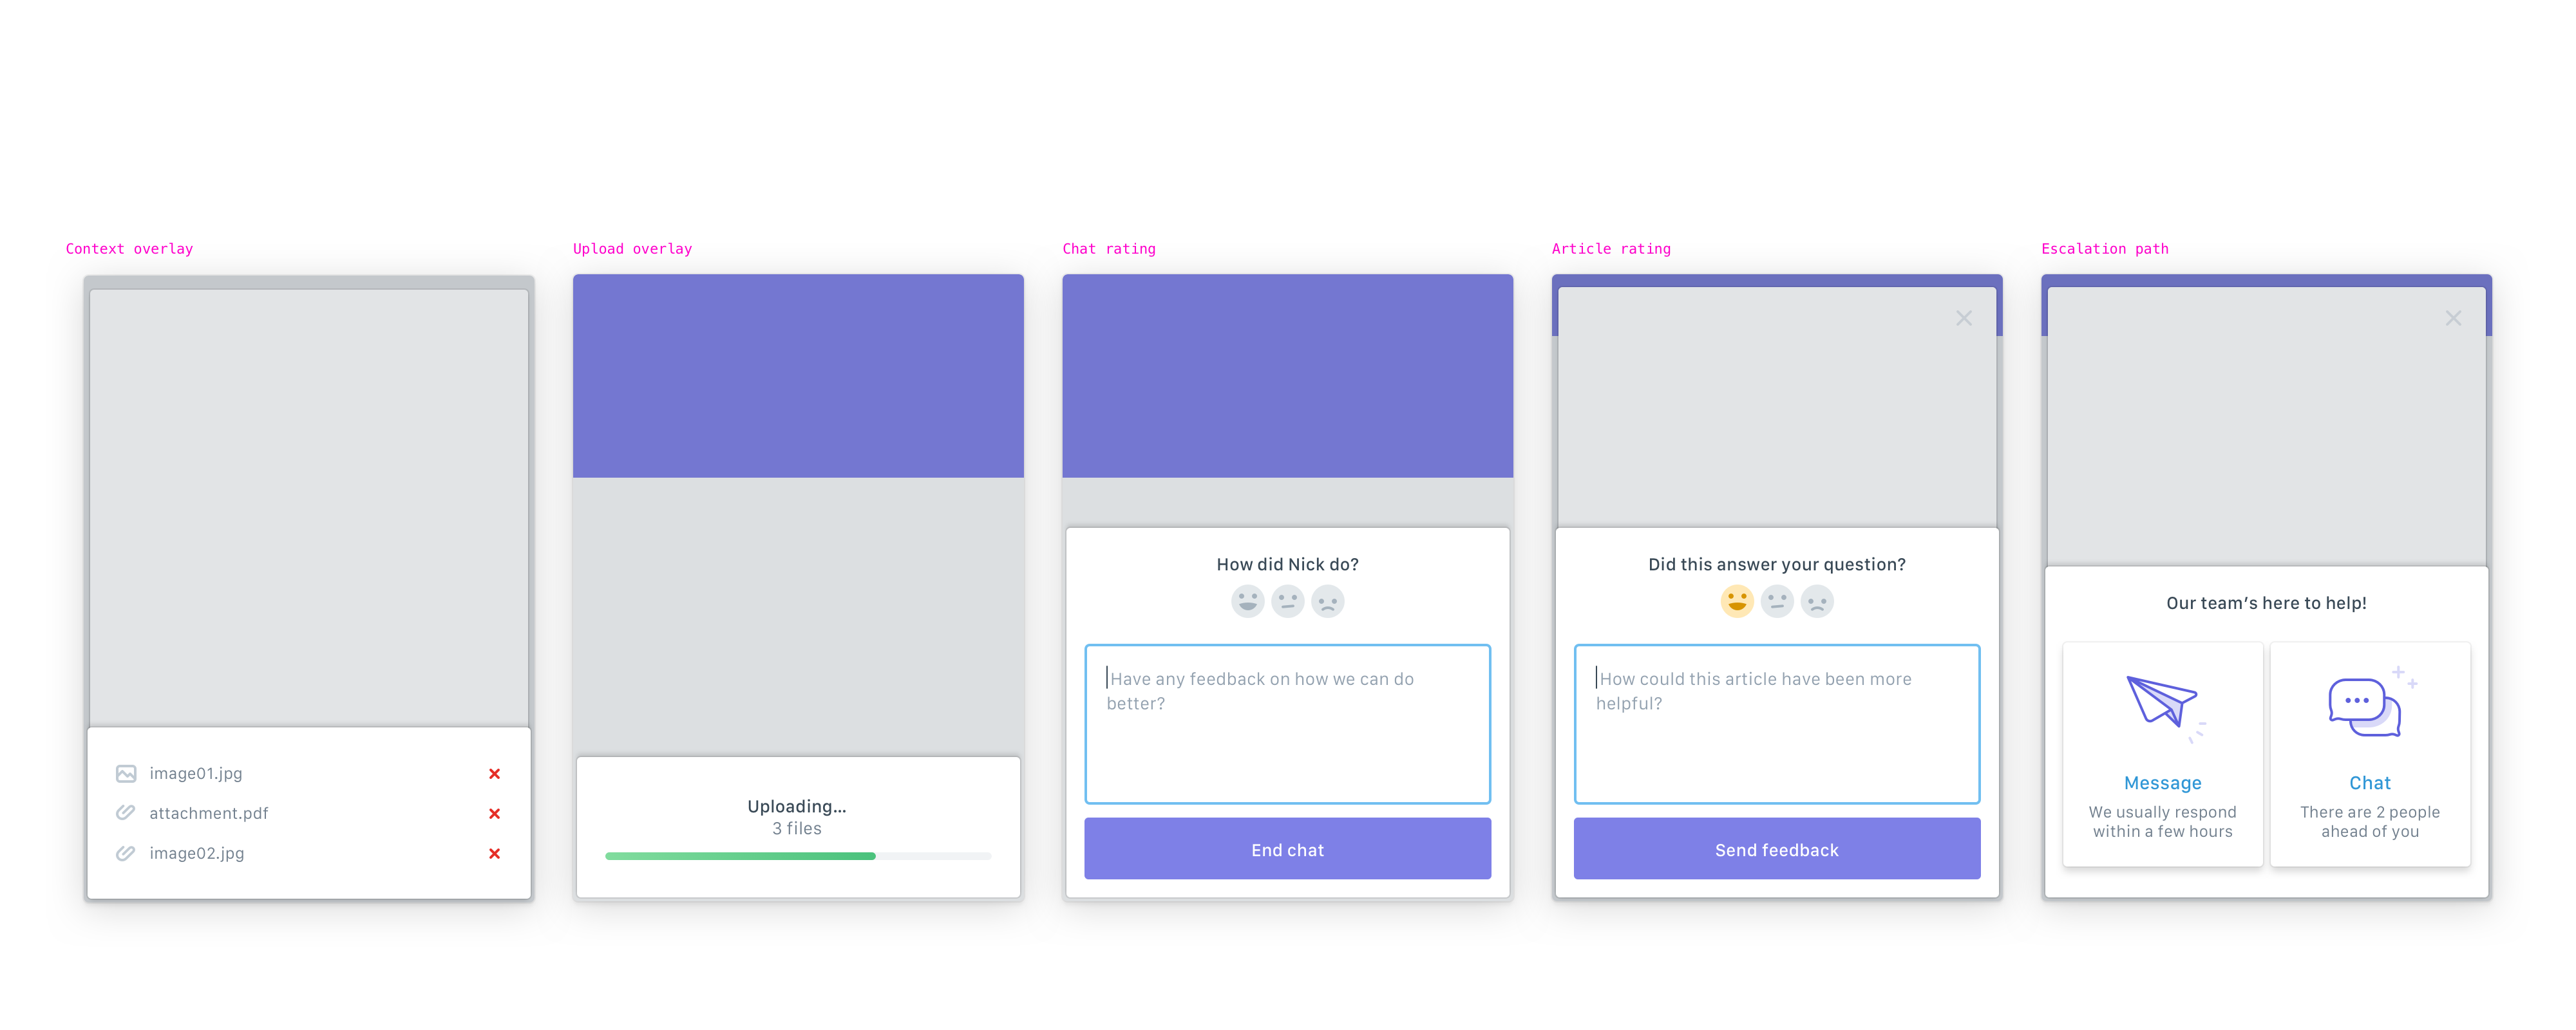 Context overlay
image01.jpg
attachment.pdf
image02.jpg
Upload overlay
Uploading...
3 files
Chat rating
How did Nick do?
Have any feedback on how we can do
better?
End chat
Article rating
Did this answer your question?
How could this article have been more
helpful?
Send feedback
Escalation path
Our team’s here to help!
Message
We usually respond
within a few hours
Chat
There are 2 people
ahead of you